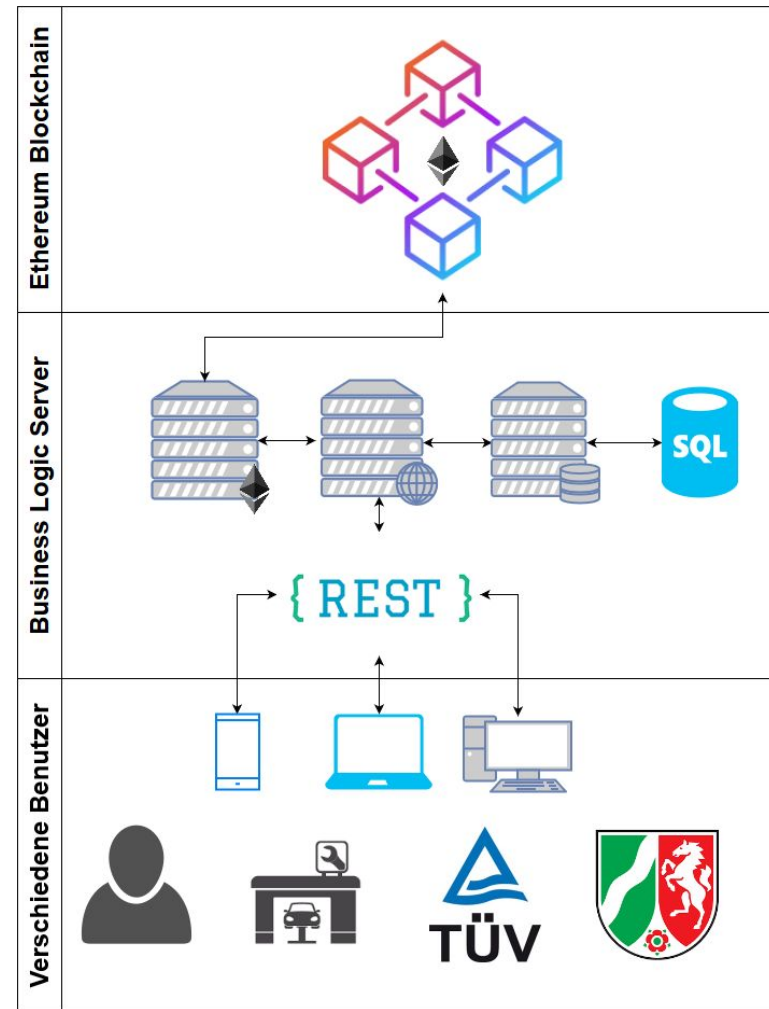 Ethereum Blockchain
Business Logic Server
SQL
{ REST }
Verschiedene Benutzer
TÜV